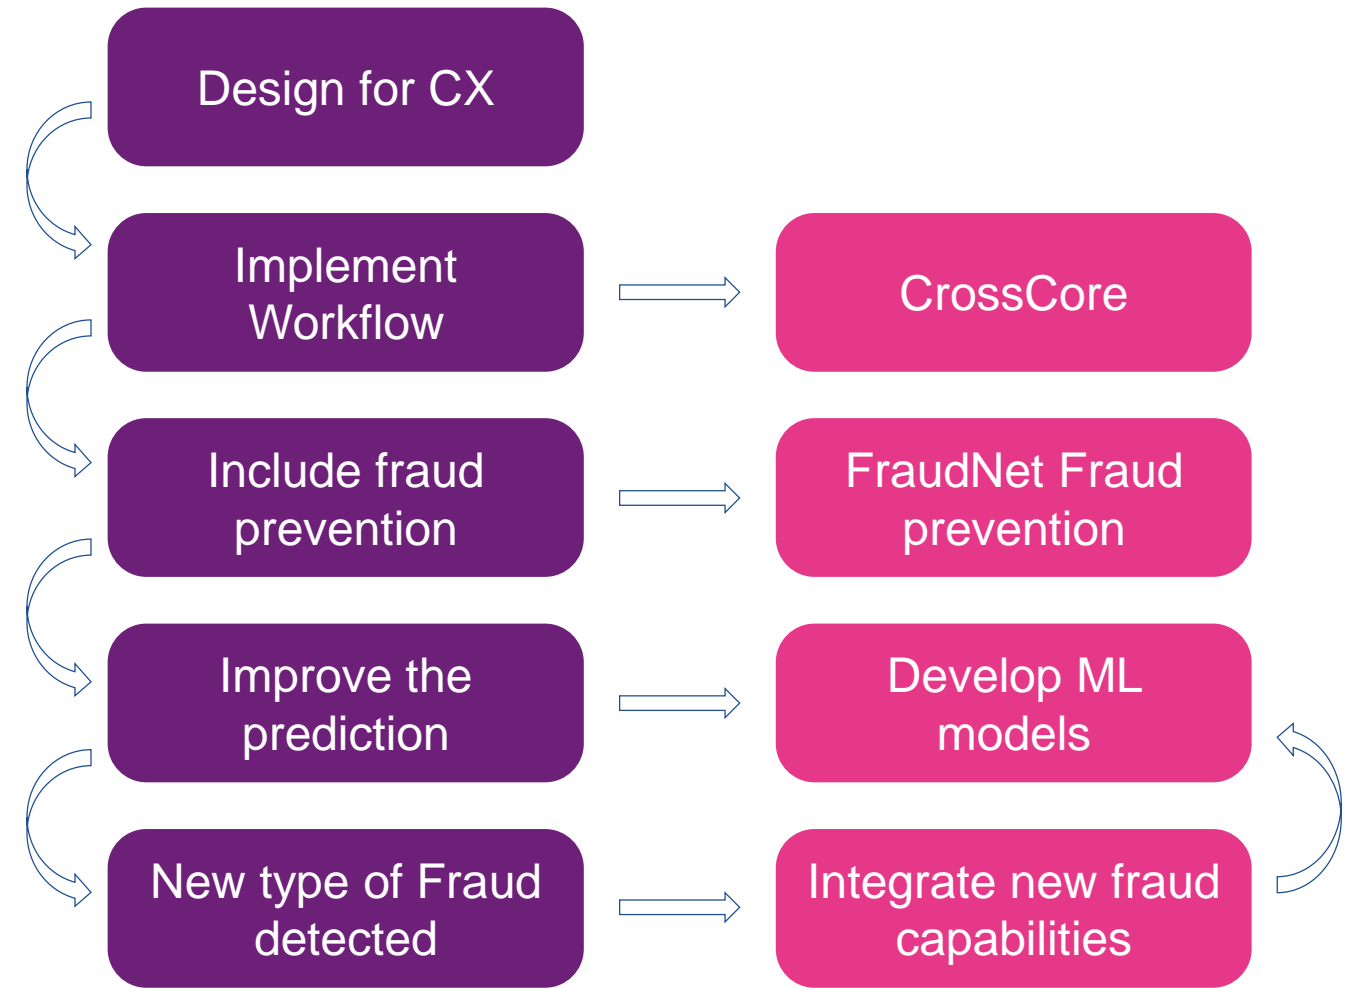 Design for CX
Implement
Workflow
CrossCore
Include fraud
prevention
FraudNet Fraud
prevention
Improve the
prediction
Develop ML
models
New type of Fraud
detected
Integrate new fraud
capabilities